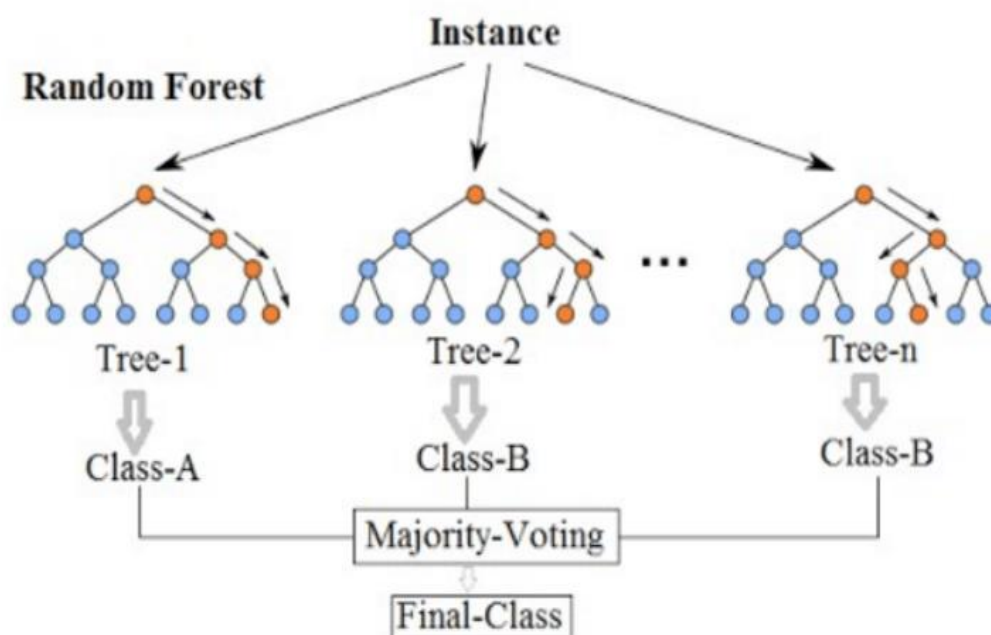 Instance
Random Forest
...
Tree-1
Tree-2
Tree-n
Class-A
Class-B
Class-B
Majority-Voting
Final-Class